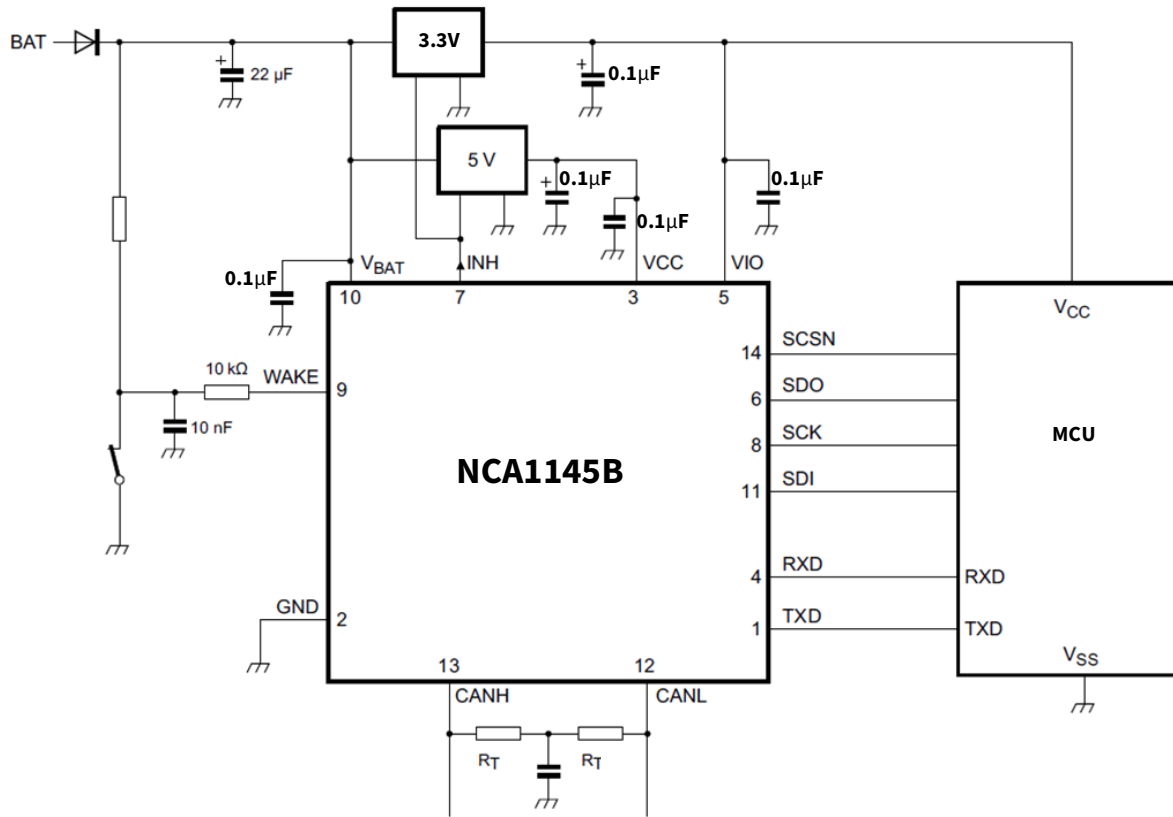 BAT
3.3V
+
22 µF
+
0.1µF
5 V
+
0.1µF
0.1µF
0.1µF
0.1µF
VBAT
INH
VCC
VIO
10
7
3
5
VCC
14
SCSN
10 kΩ
WAKE
9
6
SDO
10 nF
8
SCK
MCU
NCA1145B
11
SDI
4
RXD
RXD
GND
2
1
TXD
TXD
13
12
VSS
CANH
CANL
RT
RT